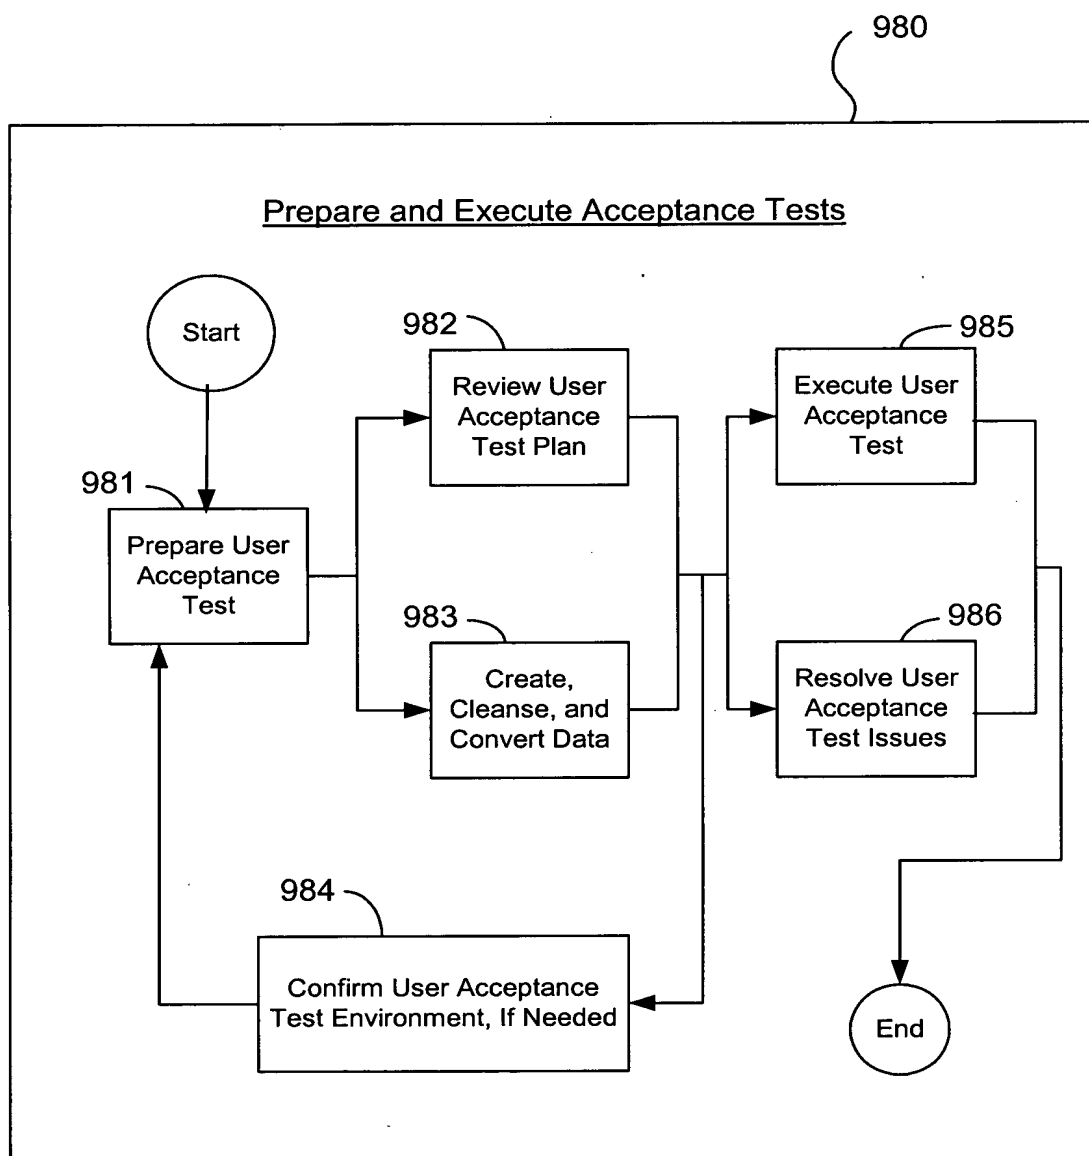 980
Prepare and Execute Acceptance Tests
Start
982
Review User
Acceptance
Test Plan
985
Execute User
Acceptance
Test
981
Prepare User
Acceptance
Test
983
Create,
Cleanse, and
Convert Data
986
Resolve User
Acceptance
Test Issues
984
Confirm User Acceptance
Test Environment, If Needed
End